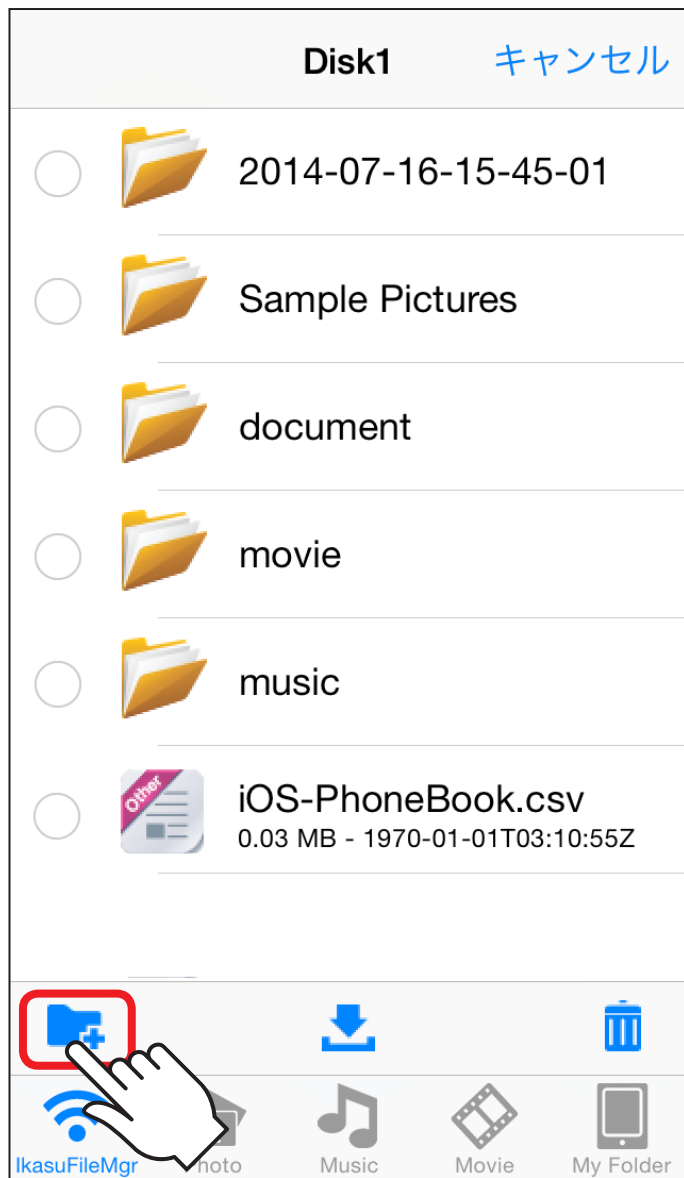 Disk1 キャンセル
2014-07-16-15-45-01
Sample Pictures
document
movie
music
Other
iOS-PhoneBook.csv
0.03 MB - 1970-01-01T03:10:55Z
IkasuFileMgr hoto Music Movie My Folder